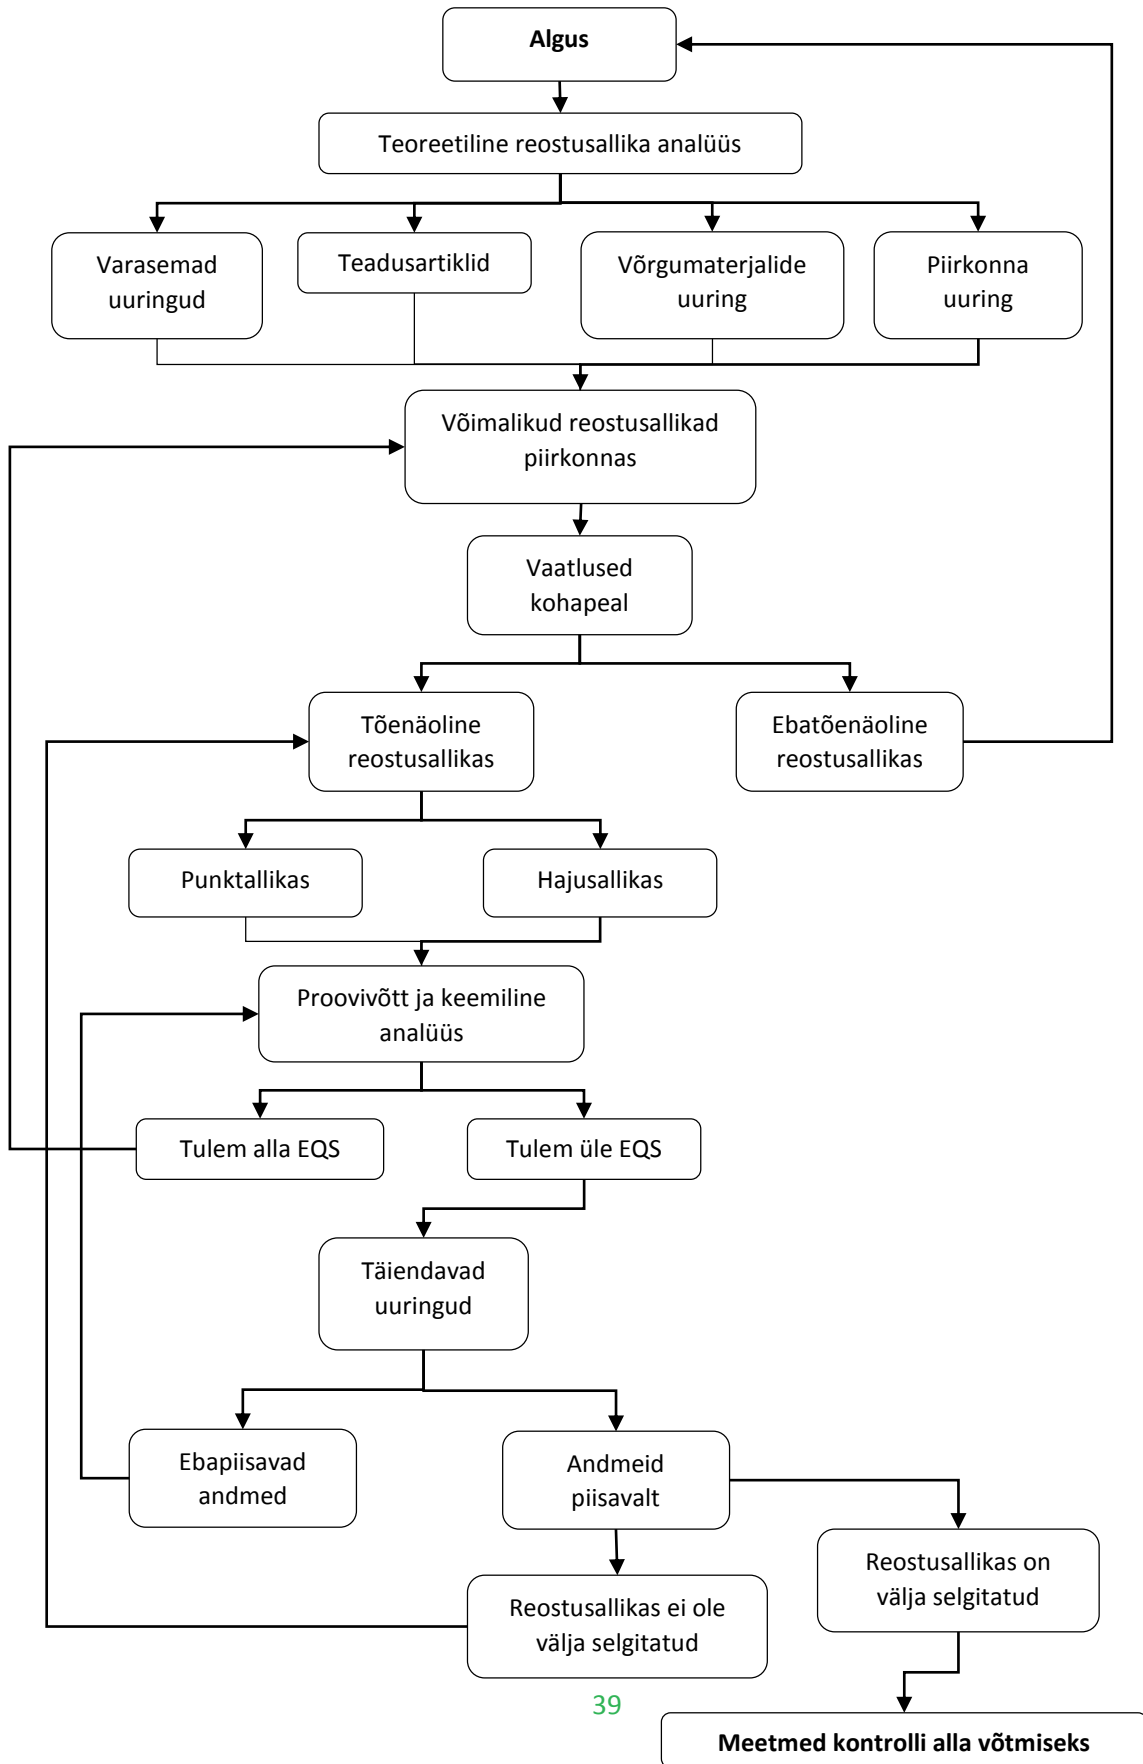 Algus
Teoreetiline reostusallika analüüs
Varasemad
uuringud
Teadusartiklid
Võrgumaterjalide
uuring
Piirkonna
uuring
Võimalikud reostusallikad
piirkonnas
Vaatlused
kohapeal
Tõenäoline
reostusallikas
Ebatõenäoline
reostusallikas
Punktallikas
Hajusallikas
Proovivõtt ja keemiline
analüüs
Tulem alla EQS
Tulem üle EQS
Täiendavad
uuringud
Ebapiisavad
andmed
Andmeid
piisavalt
Reostusallikas on
välja selgitatud
Reostusallikas ei ole
välja selgitatud
39
Meetmed kontrolli alla võtmiseks